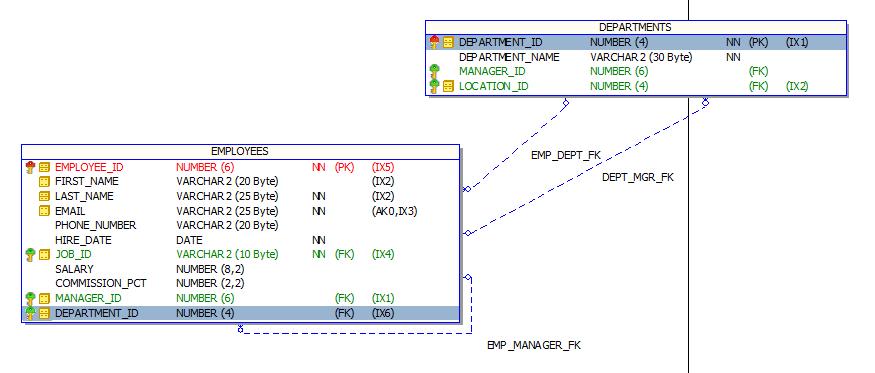 DEPARTMENTS
DEPARTMENT_ID NUMBER (4) NN (PK) (IX1)
DEPARTMENT_NAME VARCHAR2 (30 Byte) NN
MANAGER_ID NUMBER (6) (FK)
LOCATION_ID NUMBER (4) (FK) (IX2)
EMPLOYEES
EMPLOYEE_ID NUMBER (6) NN (PK) (IX5)
FIRST_NAME VARCHAR2 (20 Byte) (IX2)
LAST_NAME VARCHAR2 (25 Byte) NN (IX2)
EMAIL VARCHAR2 (25 Byte) NN (AK0,IX3)
PHONE_NUMBER VARCHAR2 (20 Byte)
HIRE_DATE DATE NN
JOB_ID VARCHAR2 (10 Byte) NN (FK) (IX4)
SALARY NUMBER (8,2)
COMMISSION_PCT NUMBER (2,2)
MANAGER_ID NUMBER (6) (FK) (IX1)
DEPARTMENT_ID NUMBER (4) (FK) (IX6)
EMP_DEPT_FK
DEPT_MGR_FK
EMP_MANAGER_FK